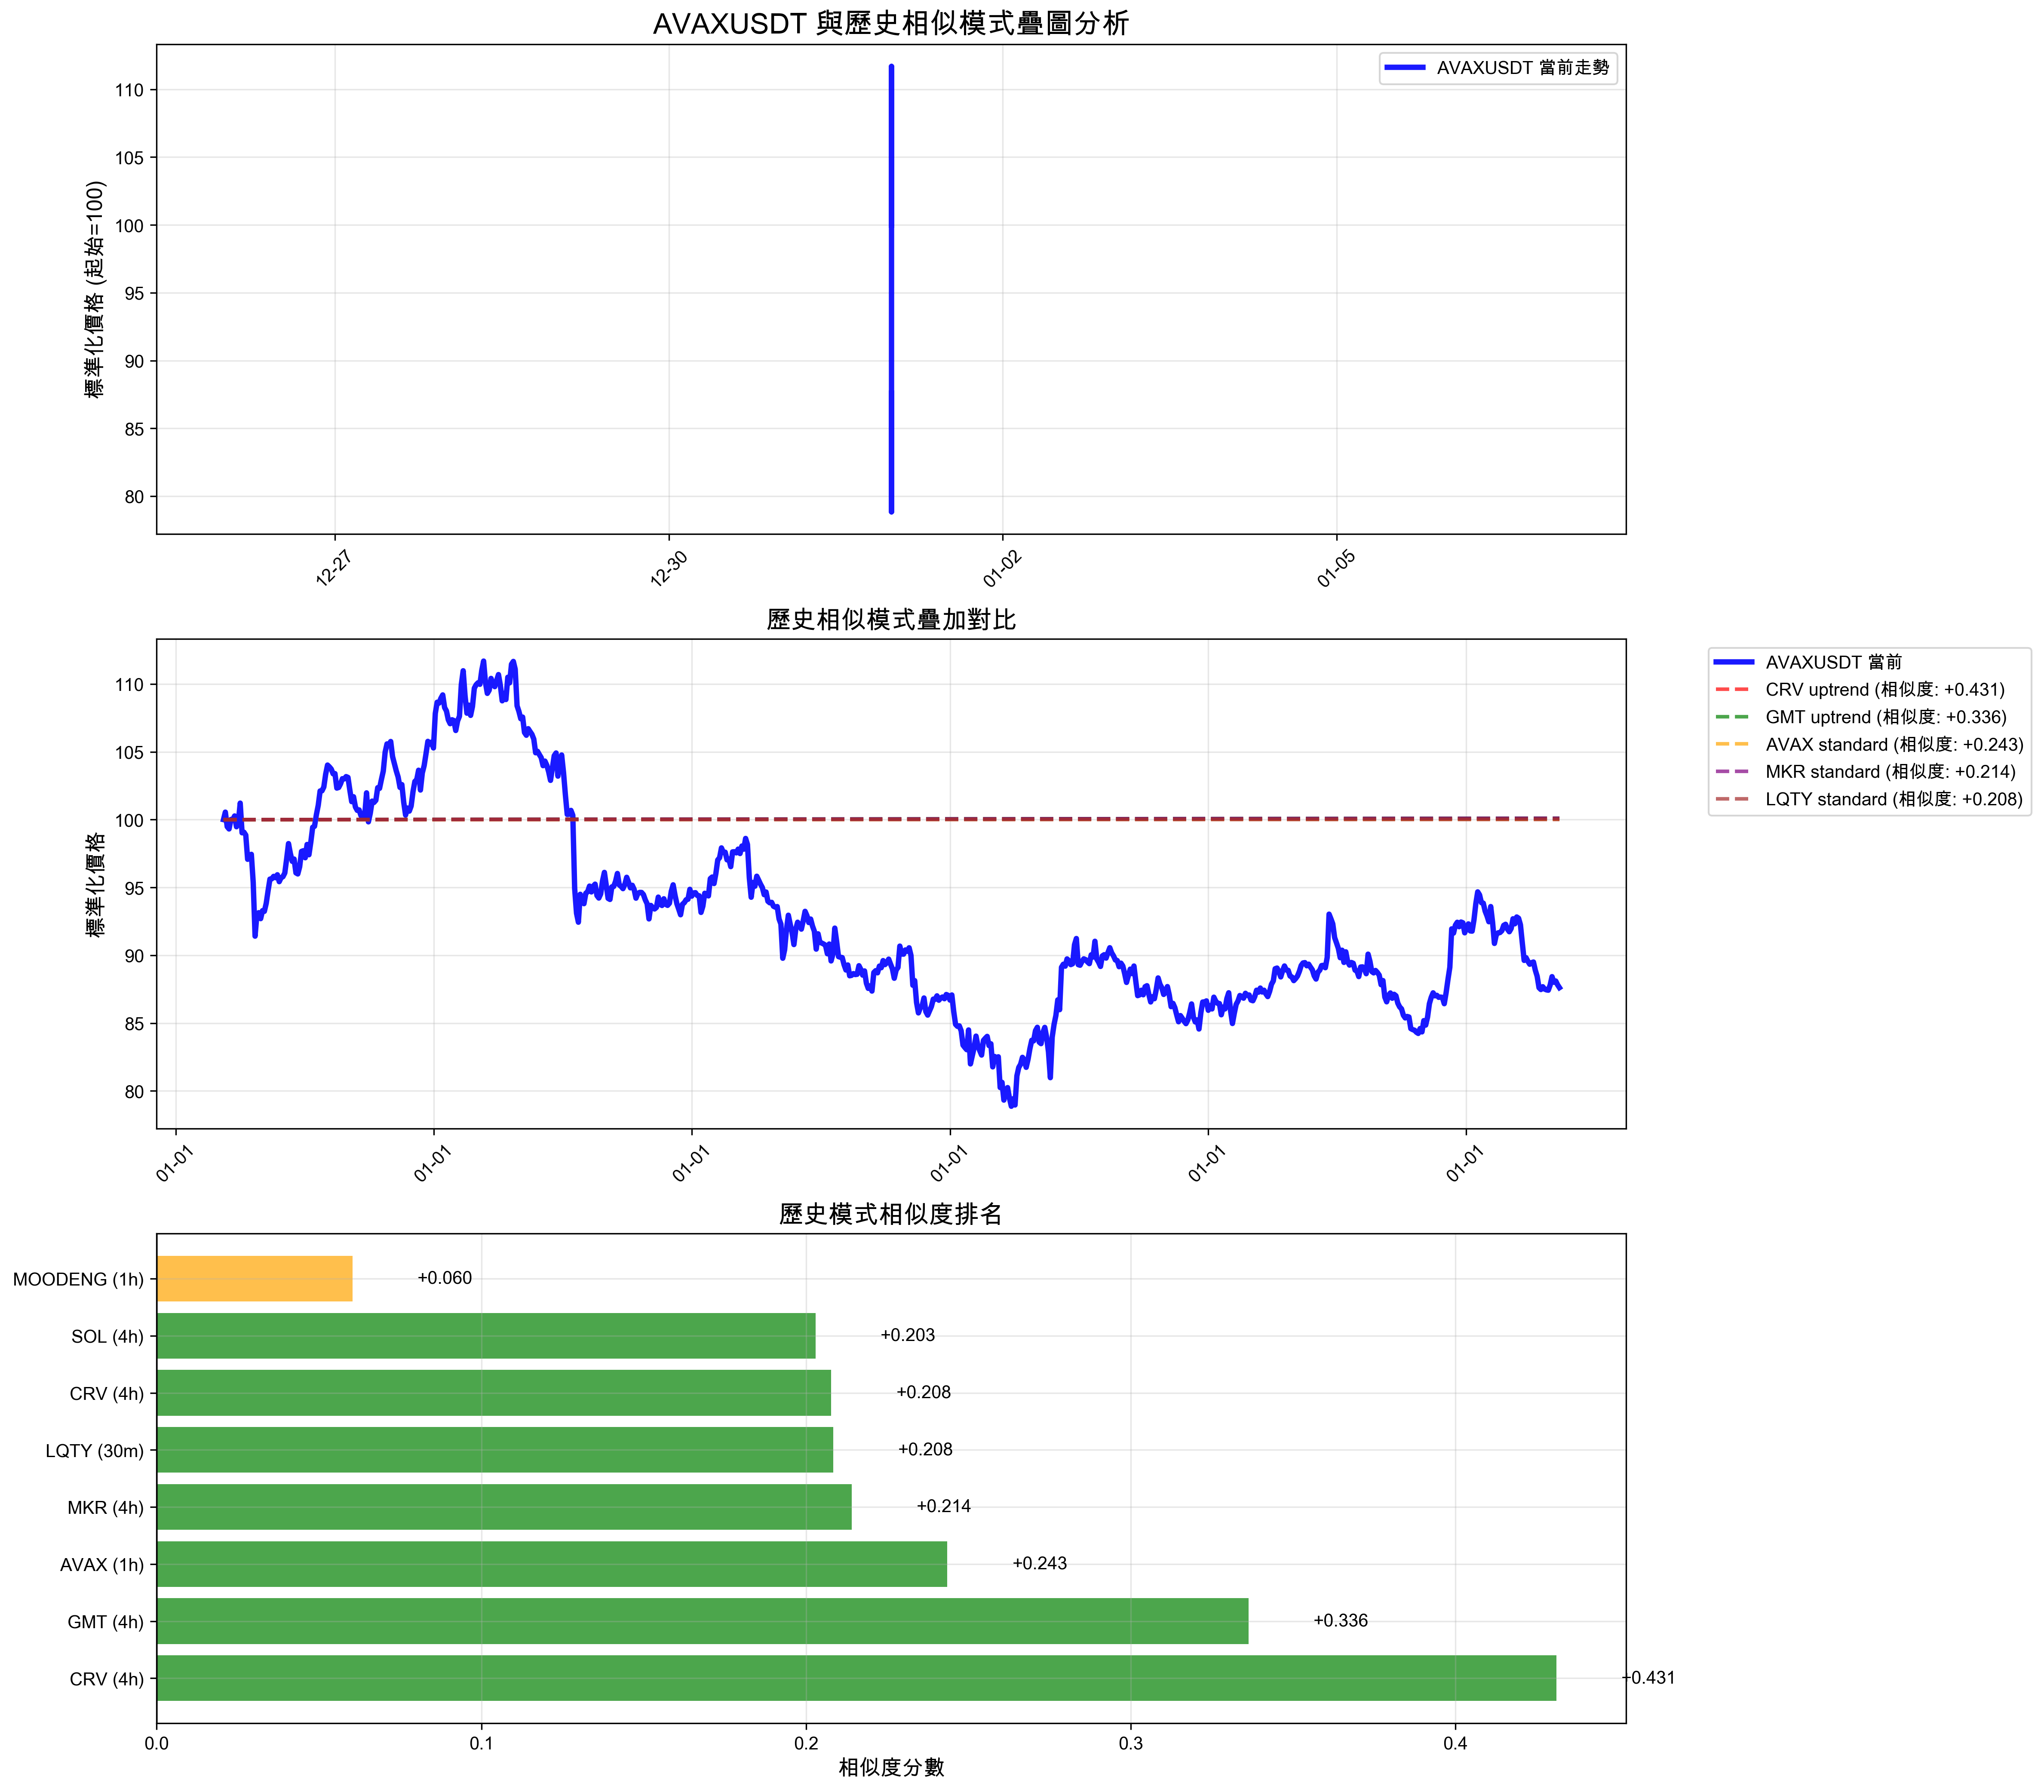 AVAXUSDT 與歷史相似模式疊圖分析
AVAXUSDT 當前走勢
標準化價格 (起始=100)
110
105
100
95
90
85
80
12-27
12-30
01-02
01-05
歷史相似模式疊加對比
AVAXUSDT 當前
CRV uptrend (相似度: +0.431)
GMT uptrend (相似度: +0.336)
AVAX standard (相似度: +0.243)
MKR standard (相似度: +0.214)
LQTY standard (相似度: +0.208)
標準化價格
110
105
100
95
90
85
80
01-01
01-01
01-01
01-01
01-01
01-01
歷史模式相似度排名
MOODENG (1h)
+0.060
SOL (4h)
+0.203
CRV (4h)
+0.208
LQTY (30m)
+0.208
MKR (4h)
+0.214
AVAX (1h)
+0.243
GMT (4h)
+0.336
CRV (4h)
+0.431
0.0
0.1
0.2
0.3
0.4
相似度分數